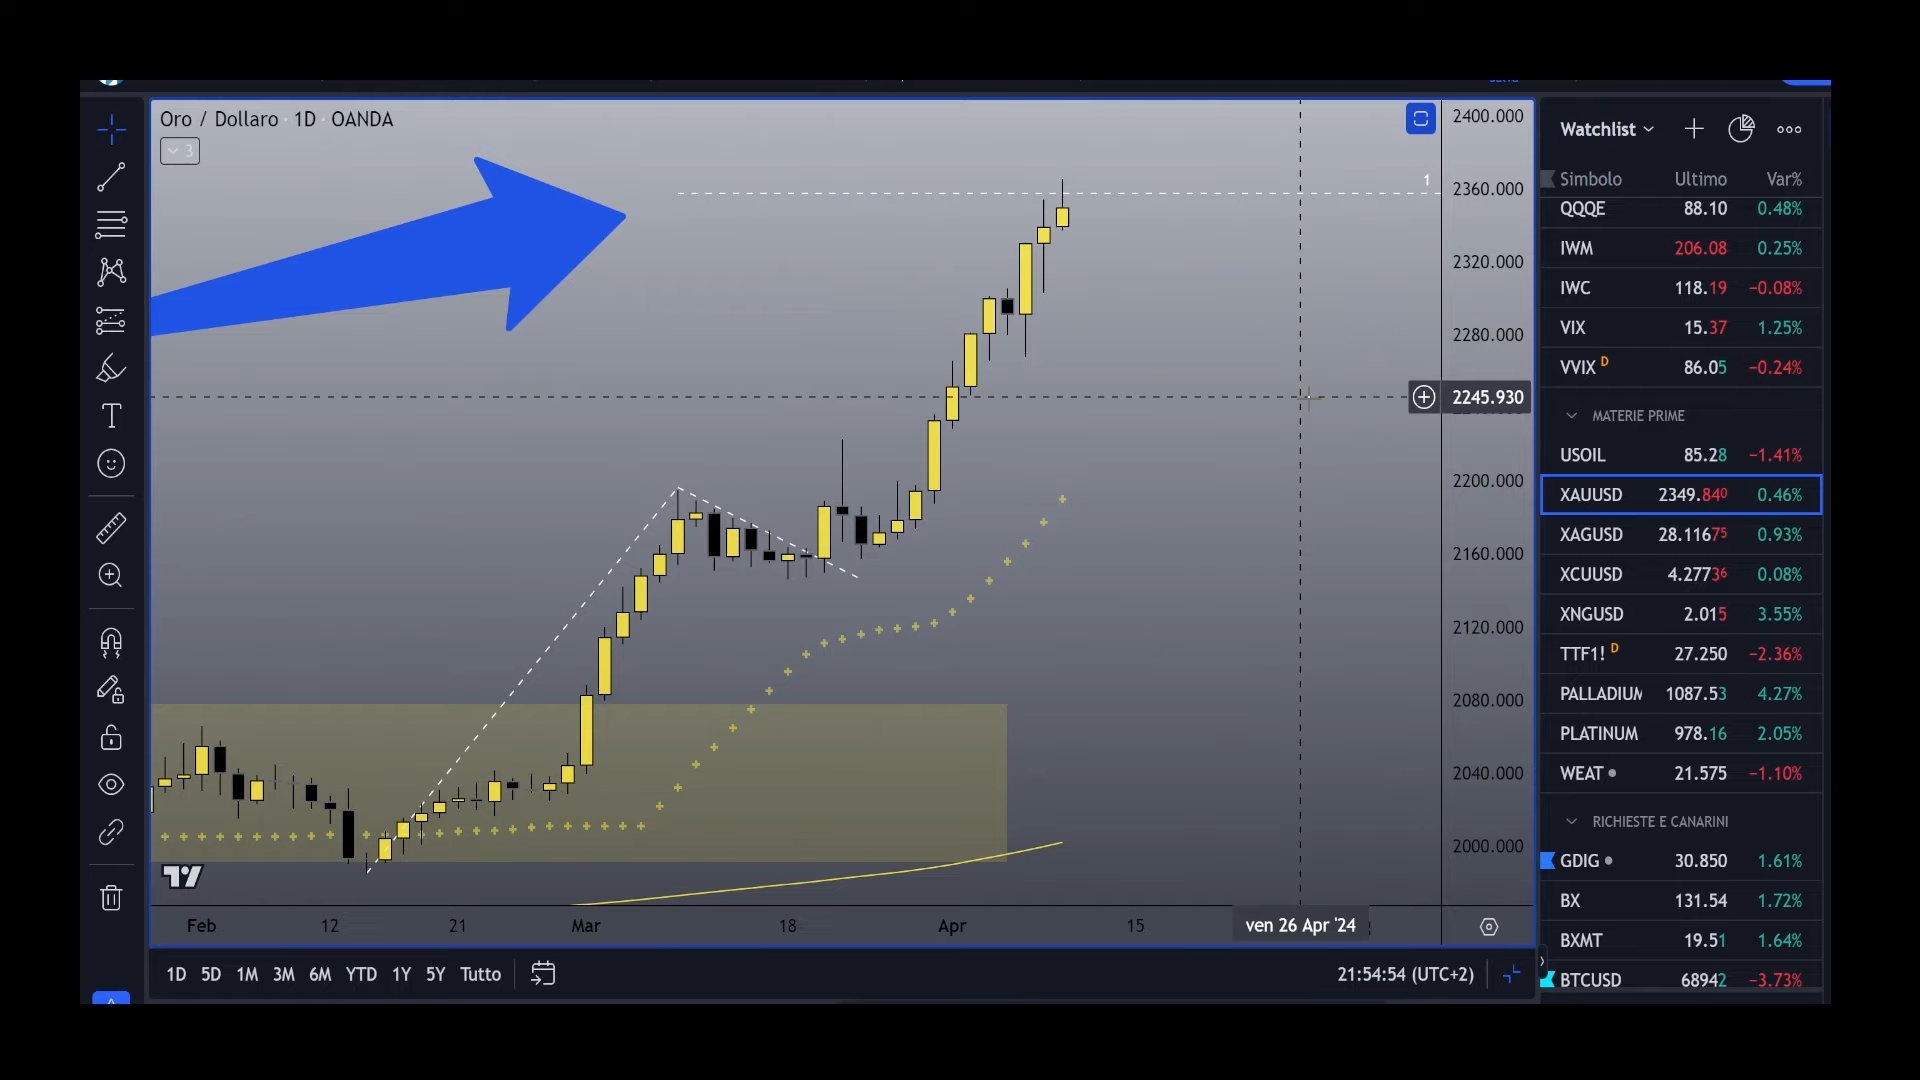 Oro / Dollaro · 1D · OANDA
3
1
2400.000
2360.000
2320.000
2280.000
2245.930
2200.000
2160.000
2120.000
2080.000
2040.000
2000.000
Feb 12 21 Mar 18 Apr 15 ven 26 Apr '24
1D 5D 1M 3M 6M YTD 1Y 5Y Tutto
21:54:54 (UTC+2)
Watchlist
Simbolo Ultimo Var%
QQQE 88.10 0.48%
IWM 206.08 0.25%
IWC 118.19 −0.08%
VIX 15.37 1.25%
VVIX D 86.05 −0.24%
MATERIE PRIME
USOIL 85.28 −1.41%
XAUUSD 2349.840 0.46%
XAGUSD 28.11675 0.93%
XCUUSD 4.27736 0.08%
XNGUSD 2.015 3.55%
TTF1! D 27.250 −2.36%
PALLADIUM 1087.53 4.27%
PLATINUM 978.16 2.05%
WEAT 21.575 −1.10%
RICHIESTE E CANARINI
GDIG 30.850 1.61%
BX 131.54 1.72%
BXMT 19.51 1.64%
BTCUSD 68942 −3.73%